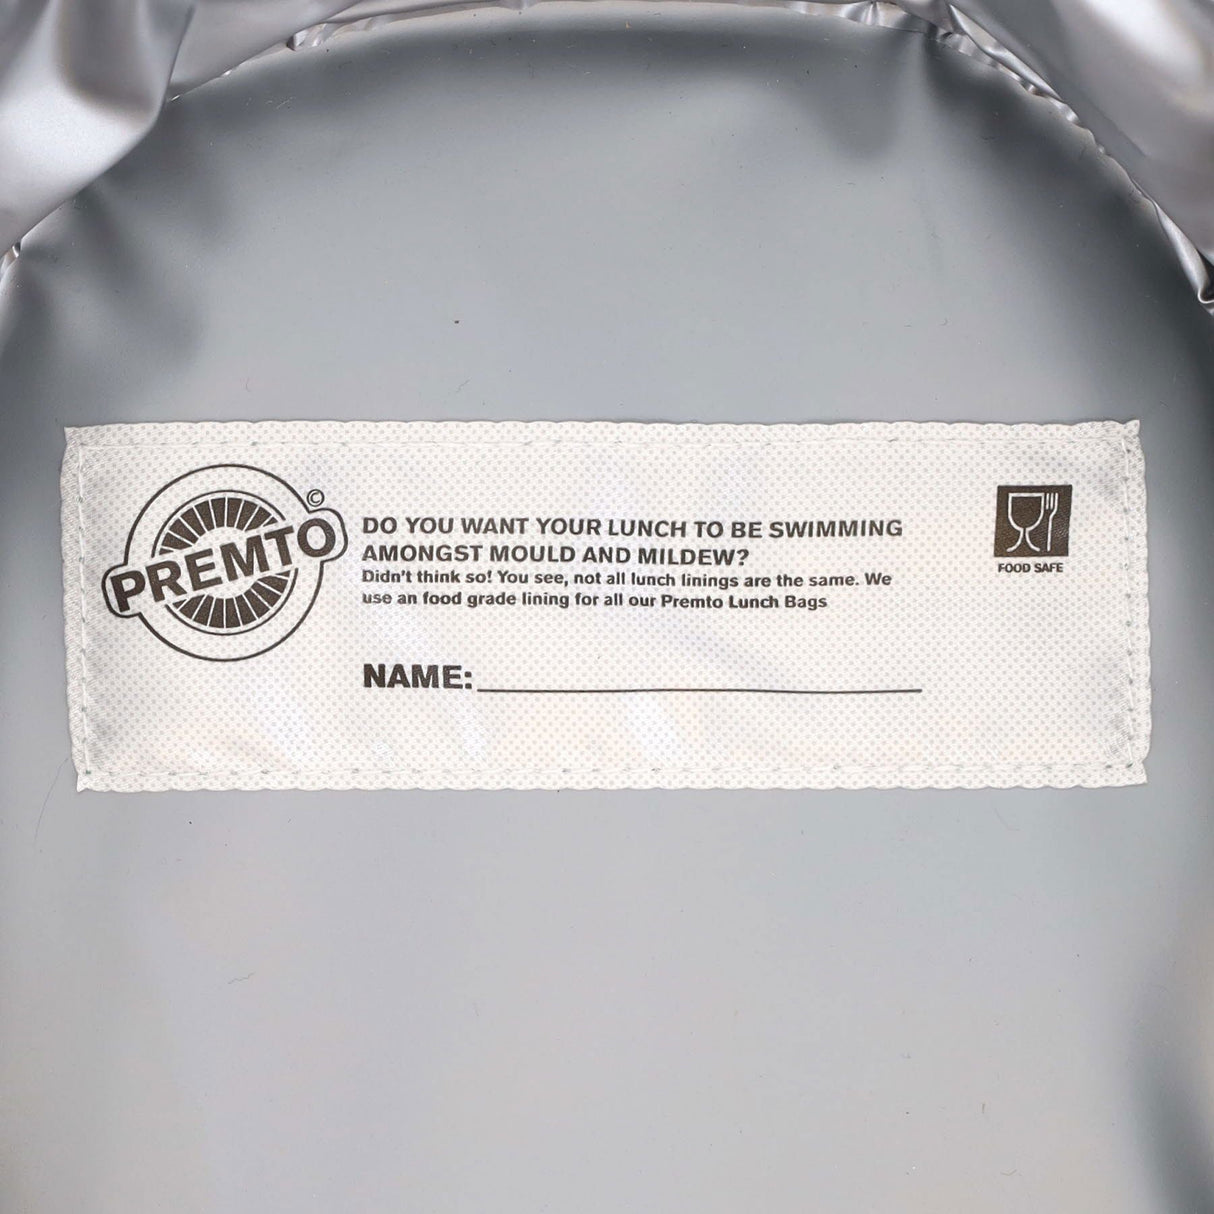 PREMTO
©
DO YOU WANT YOUR LUNCH TO BE SWIMMING
AMONGST MOULD AND MILDEW?
Didn't think so! You see, not all lunch linings are the same. We
use an food grade lining for all our Premto Lunch Bags
NAME:
FOOD SAFE